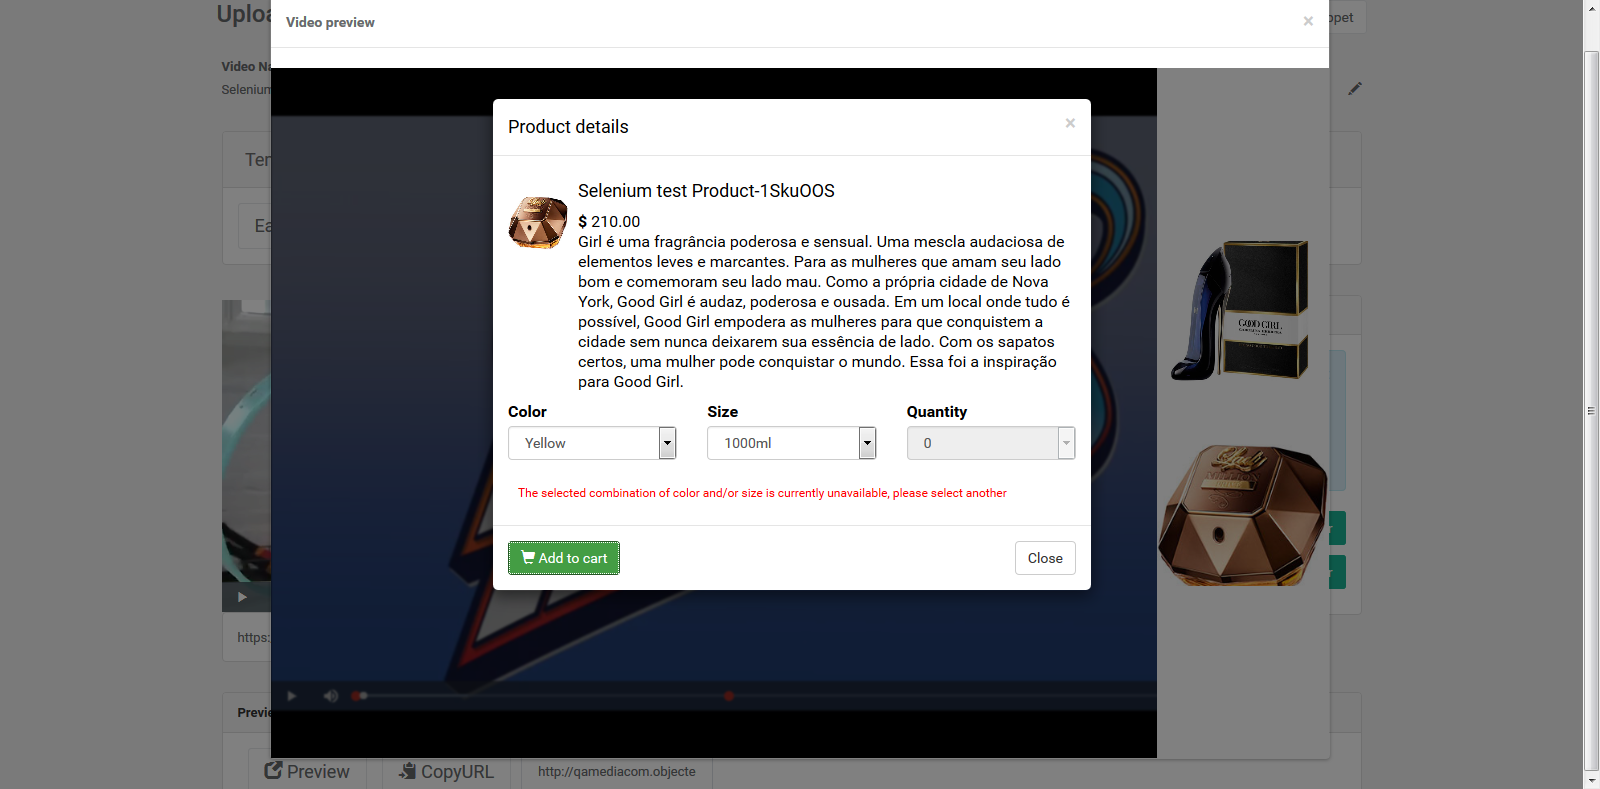 Uploa
Video preview
×
ppet
Video Na
Selenium
Ter
Ea
Product details
×
Selenium test Product-1SkuOOS
$ 210.00
Girl é uma fragrância poderosa e sensual. Uma mescla audaciosa de
elementos leves e marcantes. Para as mulheres que amam seu lado
bom e comemoram seu lado mau. Como a própria cidade de Nova
York, Good Girl é audaz, poderosa e ousada. Em um local onde tudo é
possível, Good Girl empodera as mulheres para que conquistem a
cidade sem nunca deixarem sua essência de lado. Com os sapatos
certos, uma mulher pode conquistar o mundo. Essa foi a inspiração
para Good Girl.
Color Size Quantity
Yellow 1000ml 0
The selected combination of color and/or size is currently unavailable, please select another
Add to cart
Close
GOOD GIRL
Lady
https:
Previe
Preview
CopyURL
http://qamediacom.objecte